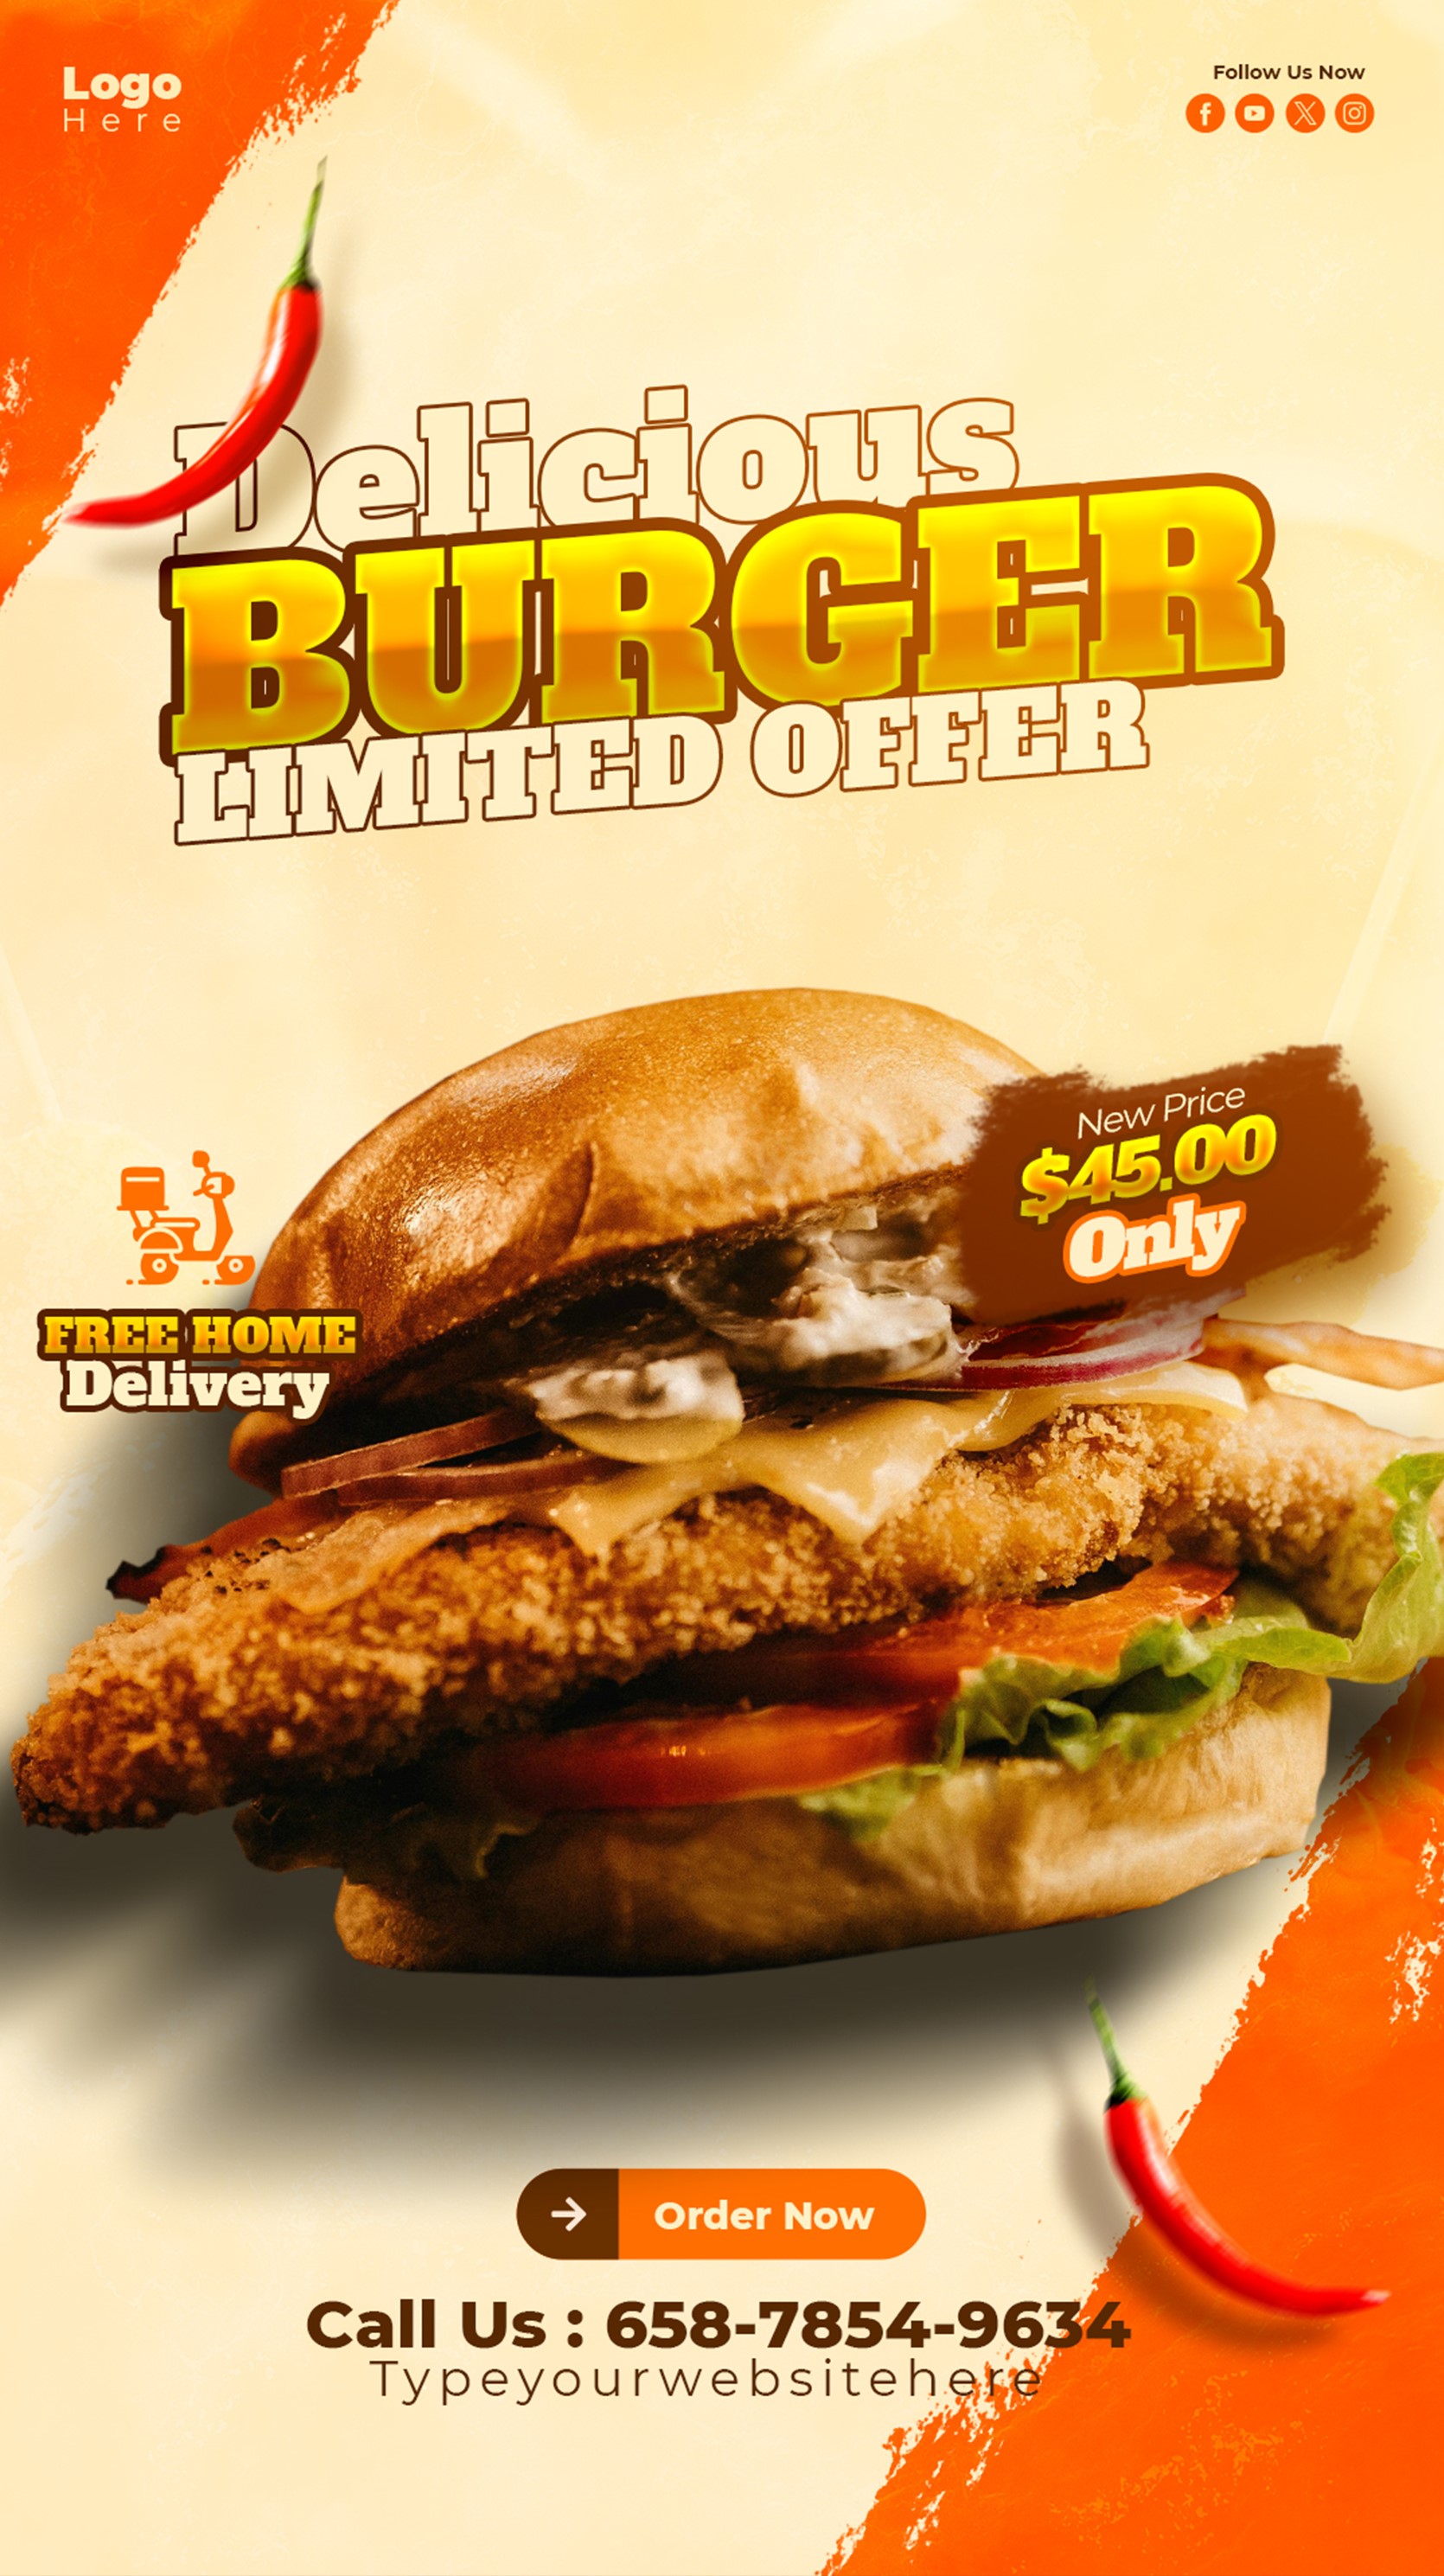 Logo
Here
Follow Us Now
Delicious
BURGER
LIMITED OFFER
New Price
$45.00
Only
FREE HOME
Delivery
Order Now
Call Us : 658-7854-9634
Typeyourwebsitehere